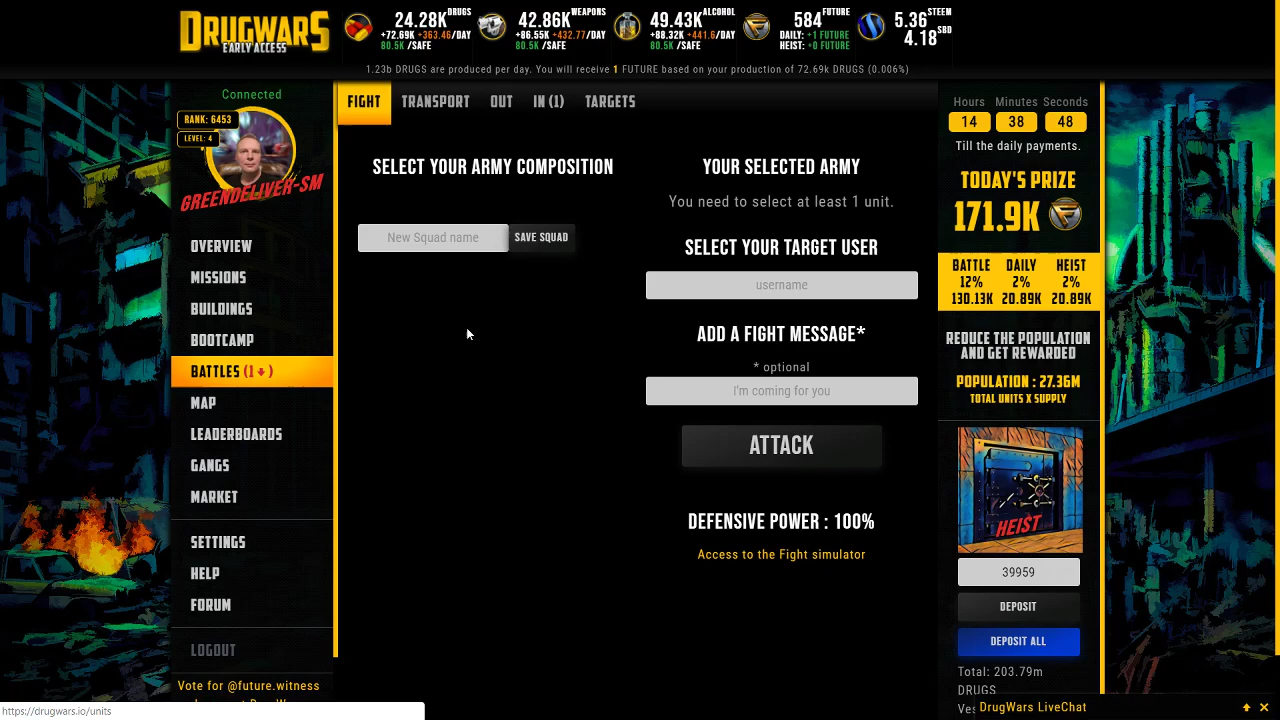 DRUGWARS
EARLY ACCESS
24.28K DRUGS
+72.69K +363.46/DAY
80.5K /SAFE
42.86K WEAPONS
+86.55K +432.77/DAY
80.5K /SAFE
49.43K ALCOHOL
+88.32K +441.6/DAY
80.5K /SAFE
584 FUTURE
DAILY: +1 FUTURE
HEIST: +0 FUTURE
5.36 STEEM
4.18 SBD
1.23b DRUGS are produced per day. You will receive 1 FUTURE based on your production of 72.69k DRUGS (0.006%)
Connected
RANK: 6453
LEVEL: 4
GREENDELIVER-SM
OVERVIEW
MISSIONS
BUILDINGS
BOOTCAMP
BATTLES (1 )
MAP
LEADERBOARDS
GANGS
MARKET
SETTINGS
HELP
FORUM
LOGOUT
Vote for @future.witness
https://drugwars.io/units
FIGHT TRANSPORT OUT IN (1) TARGETS
SELECT YOUR ARMY COMPOSITION
New Squad name SAVE SQUAD
YOUR SELECTED ARMY
You need to select at least 1 unit.
SELECT YOUR TARGET USER
username
ADD A FIGHT MESSAGE*
* optional
I'm coming for you
ATTACK
DEFENSIVE POWER : 100%
Access to the Fight simulator
Hours Minutes Seconds
14 38 48
Till the daily payments.
TODAY'S PRIZE
171.9K
BATTLE DAILY HEIST
12% 2% 2%
130.13K 20.89K 20.89K
REDUCE THE POPULATION
AND GET REWARDED
POPULATION : 27.36M
TOTAL UNITS X SUPPLY
HEIST
39959
DEPOSIT
DEPOSIT ALL
Total: 203.79m
DRUGS
DrugWars LiveChat